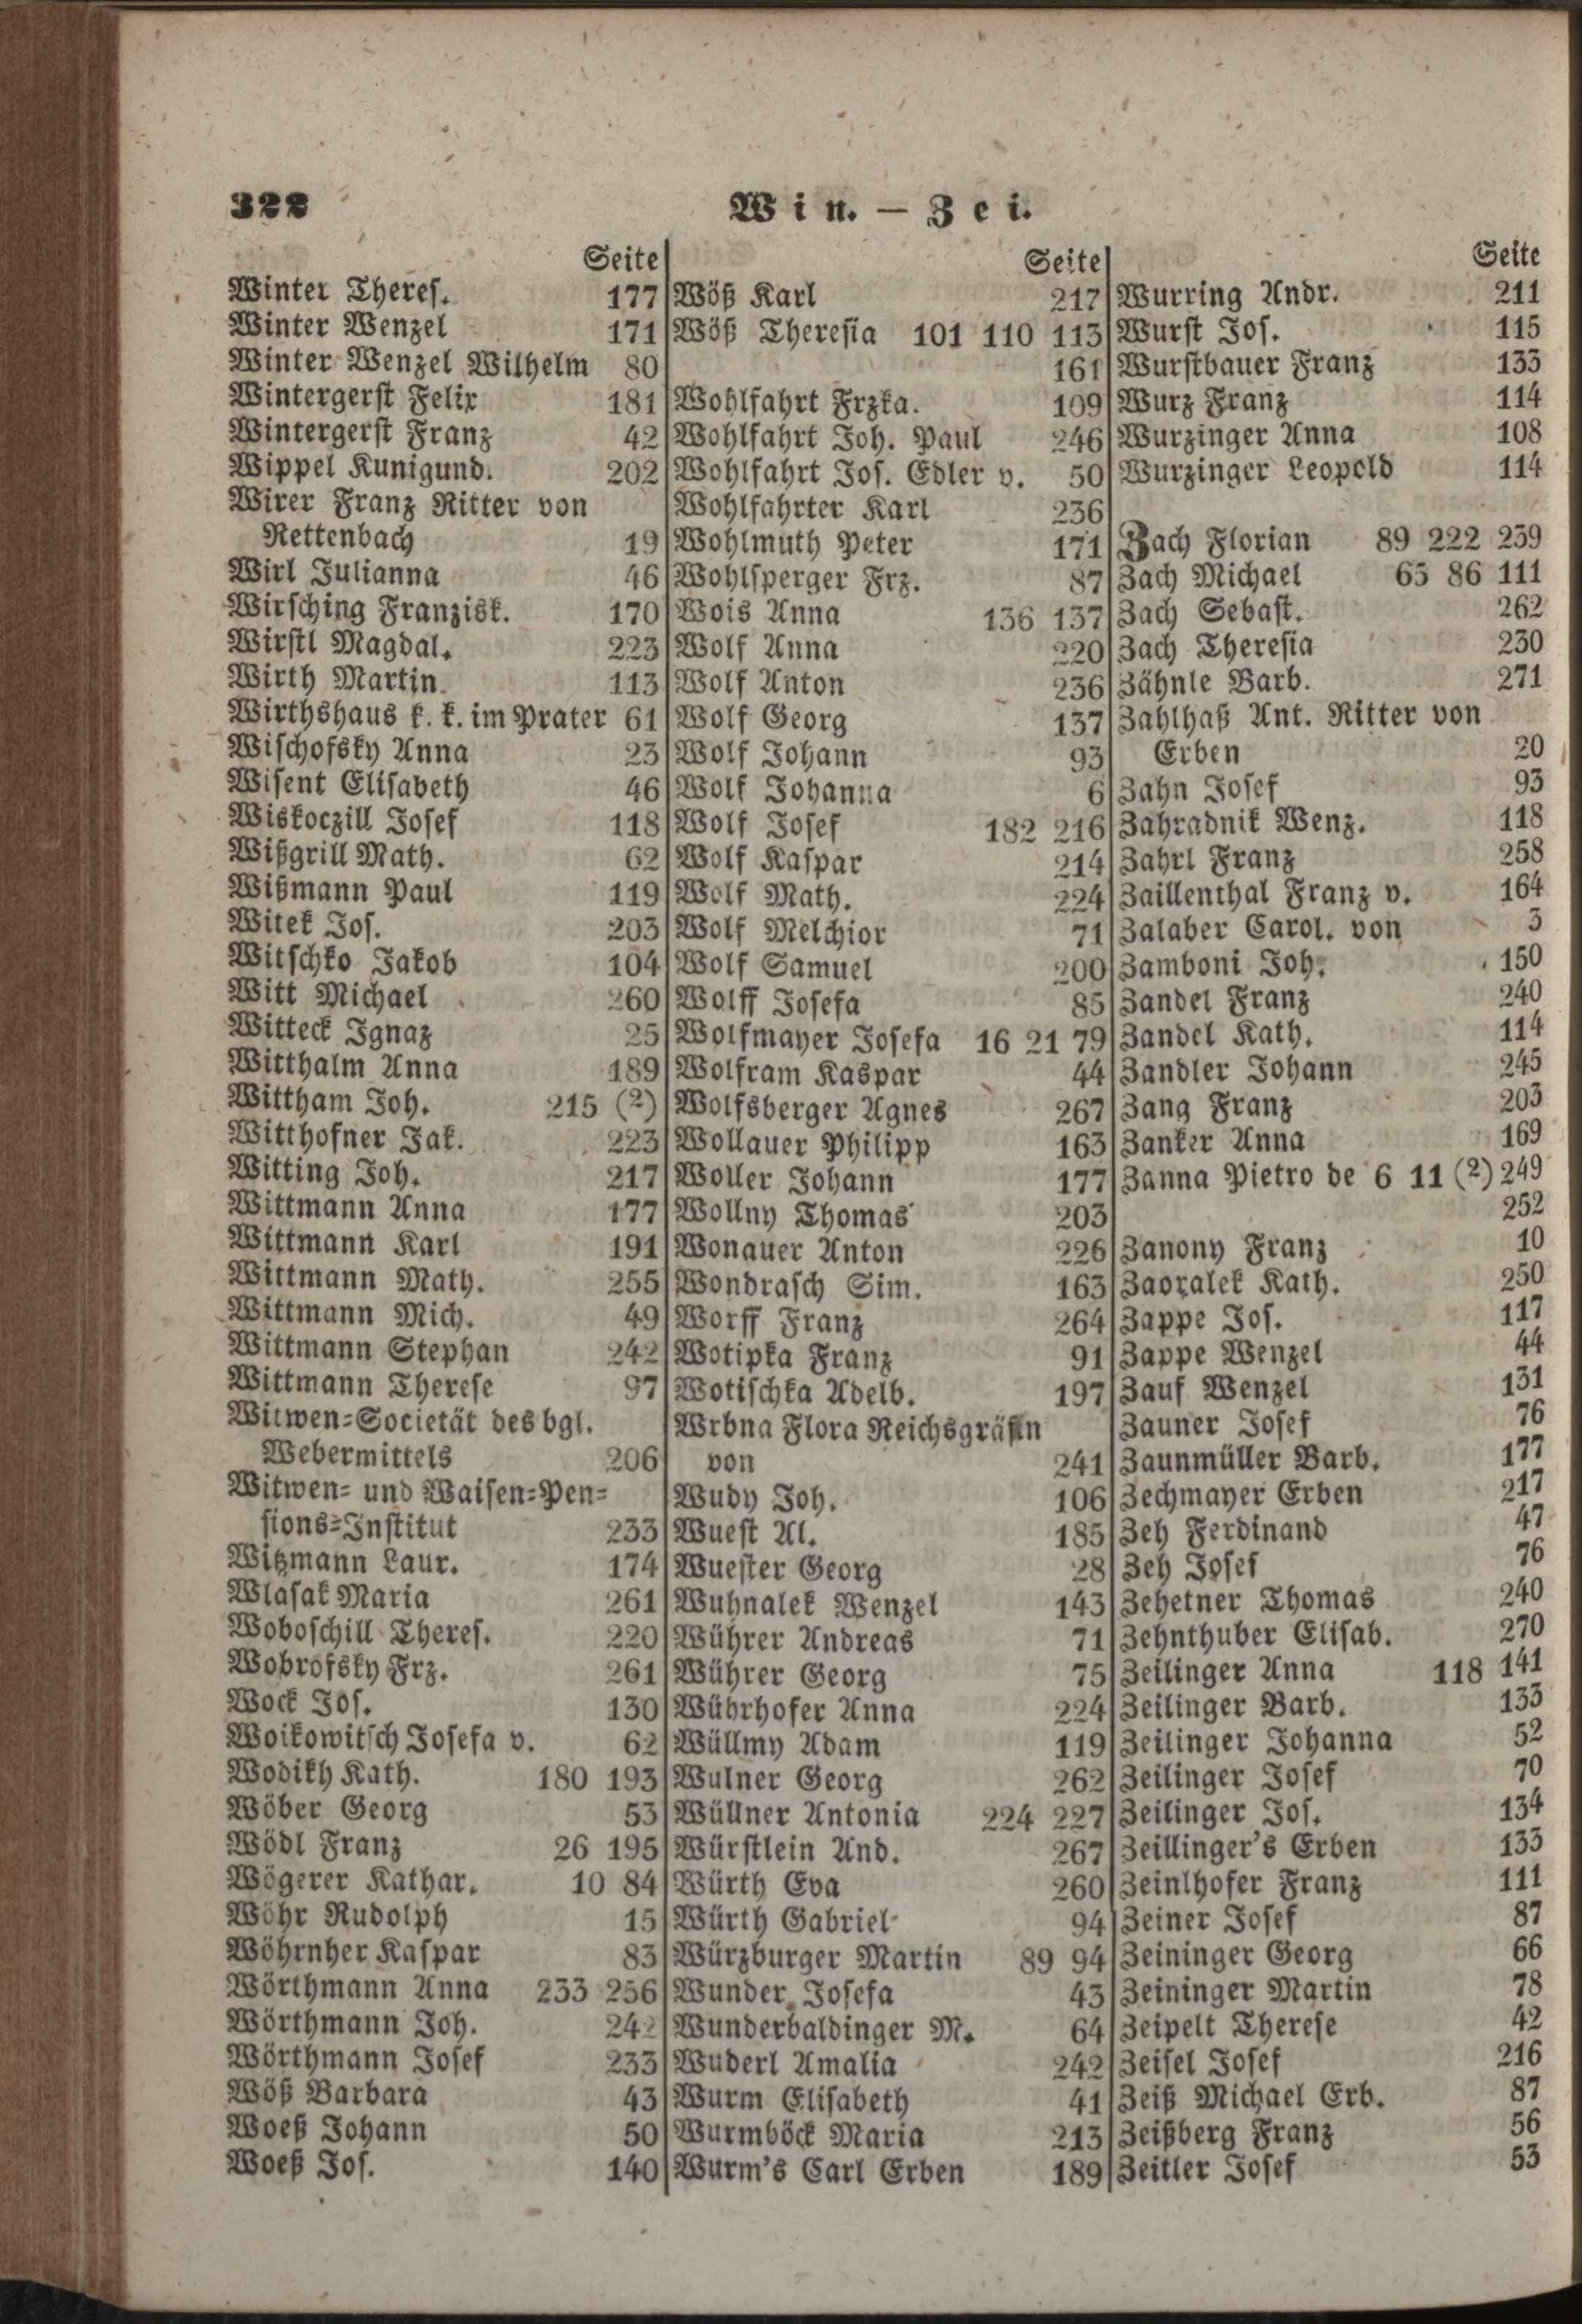 322
Win. — Zei.
Seite
Winter Theres. 177
Winter Wenzel 171
Winter Wenzel Wilhelm 80
Wintergerst Felix 181
Wintergerst Franz 42
Wippel Kunigund. 202
Wirer Franz Ritter von
Rettenbach 19
Wirl Julianna 46
Wirsching Franzisk. 170
Wirstl Magdal. 223
Wirth Martin 113
Wirthshaus k. k. im Prater 61
Wischofsky Anna 23
Wisent Elisabeth 46
Wiskoczill Josef 118
Wißgrill Math. 62
Wißmann Paul 119
Witek Jos. 203
Witschko Jakob 104
Witt Michael 260
Witteck Ignaz 25
Witthalm Anna 189
Wittham Joh. 215 (2)
Witthofner Jak. 223
Witting Joh. 217
Wittmann Anna 177
Wittmann Karl 191
Wittmann Math. 255
Wittmann Mich. 49
Wittmann Stephan 242
Wittmann Therese 97
Witwen-Societät des bgl.
Webermittels 206
Witwen- und Waisen-Pen-
sions-Institut 233
Witzmann Laur. 174
Wlasak Maria 261
Woboschill Theres. 220
Wobrofsky Frz. 261
Wock Jos. 130
Woikowitsch Josefa v. 62
Wodikh Kath. 180 193
Wöber Georg 53
Wödl Franz 26 195
Wögerer Kathar. 10 84
Wöhr Rudolph 15
Wöhrnher Kaspar 83
Wörthmann Anna 233 256
Wörthmann Joh. 242
Wörthmann Josef 233
Wöß Barbara 43
Woeß Johann 50
Woeß Jos. 140
Seite
Wöß Karl 217
Wöß Theresia 101 110 113
161
Wohlfahrt Frzka. 109
Wohlfahrt Joh. Paul 246
Wohlfahrt Jos. Edler v. 50
Wohlfahrter Karl 236
Wohlmuth Peter 171
Wohlsperger Frz. 87
Wois Anna 136 137
Wolf Anna 220
Wolf Anton 236
Wolf Georg 137
Wolf Johann 93
Wolf Johanna 6
Wolf Josef 182 216
Wolf Kaspar 214
Wolf Math. 224
Wolf Melchior 71
Wolf Samuel 200
Wolff Josefa 85
Wolfmayer Josefa 16 21 79
Wolfram Kaspar 44
Wolfsberger Agnes 267
Wollauer Philipp 163
Woller Johann 177
Wollny Thomas 203
Wonauer Anton 226
Wondrasch Sim. 163
Worff Franz 264
Wotipka Franz 91
Wotischka Adelb. 197
Wrbna Flora Reichsgräfin
von 241
Wudy Joh. 106
Wuest Al. 185
Wuester Georg 28
Wuhnalek Wenzel 143
Wührer Andreas 71
Wührer Georg 75
Wührhofer Anna 224
Wüllmy Adam 119
Wulner Georg 262
Wüllner Antonia 224 227
Würstlein And. 267
Würth Eva 260
Würth Gabriel 94
Würzburger Martin 89 94
Wunder Josefa 43
Wunderbaldinger M. 64
Wuderl Amalia 242
Wurm Elisabeth 41
Wurmböck Maria 213
Wurm's Carl Erben 189
Seite
Wurring Andr. 211
Wurst Jos. 115
Wurstbauer Franz 133
Wurz Franz 114
Wurzinger Anna 108
Wurzinger Leopold 114
Zach Florian 89 222 239
Zach Michael 65 86 111
Zach Sebast. 262
Zach Theresia 230
Zähnle Barb. 271
Zahlhaß Ant. Ritter von
Erben 20
Zahn Josef 93
Zahradnik Wenz. 118
Zahrl Franz 258
Zaillenthal Franz v. 164
Zalaber Carol. von 3
Zamboni Joh. 150
Zandel Franz 240
Zandel Kath. 114
Zandler Johann 245
Zang Franz 203
Zanker Anna 169
Zanna Pietro de 6 11 (2) 249
252
Zanony Franz 10
Zaoralek Kath. 250
Zappe Jos. 117
Zappe Wenzel 44
Zauf Wenzel 131
Zauner Josef 76
Zaunmüller Barb. 177
Zechmayer Erben 217
Zeh Ferdinand 47
Zeh Josef 76
Zehetner Thomas 240
Zehnthuber Elisab. 270
Zeilinger Anna 118 141
Zeilinger Barb. 133
Zeilinger Johanna 52
Zeilinger Josef 70
Zeilinger Jos. 134
Zeillinger's Erben 133
Zeinlhofer Franz 111
Zeiner Josef 87
Zeininger Georg 66
Zeininger Martin 78
Zeipelt Therese 42
Zeisel Josef 216
Zeiß Michael Erb. 87
Zeißberg Franz 56
Zeitler Josef 53